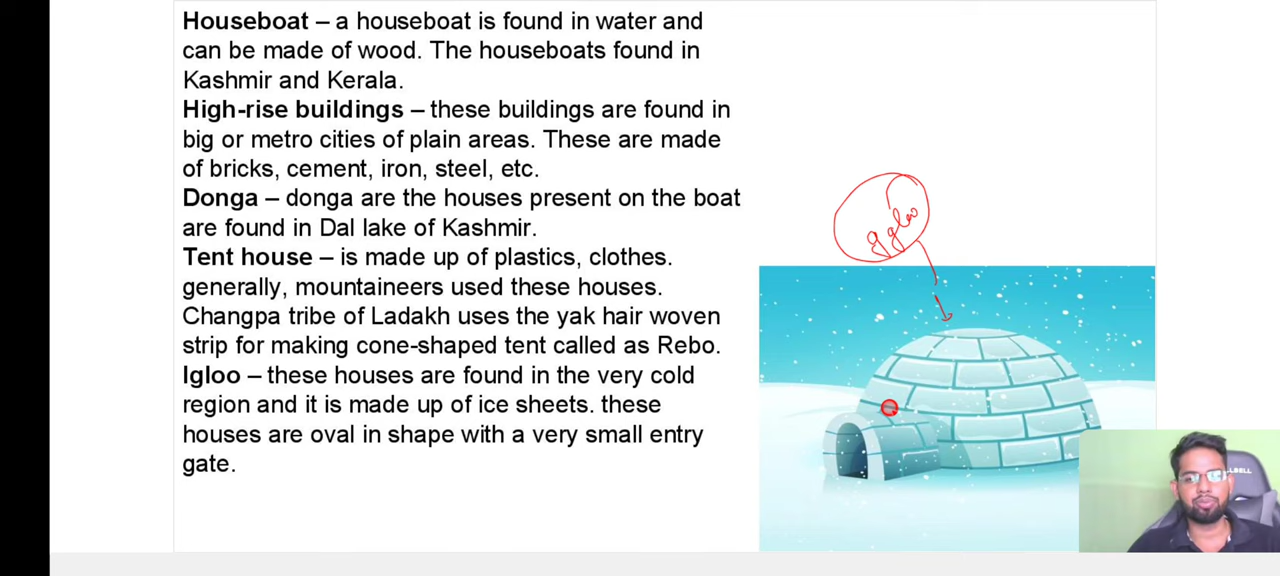 Houseboat – a houseboat is found in water and
can be made of wood. The houseboats found in
Kashmir and Kerala.
High-rise buildings – these buildings are found in
big or metro cities of plain areas. These are made
of bricks, cement, iron, steel, etc.
Donga – donga are the houses present on the boat
are found in Dal lake of Kashmir.
Tent house – is made up of plastics, clothes.
generally, mountaineers used these houses.
Changpa tribe of Ladakh uses the yak hair woven
strip for making cone-shaped tent called as Rebo.
Igloo – these houses are found in the very cold
region and it is made up of ice sheets. these
houses are oval in shape with a very small entry
gate.
Igloo